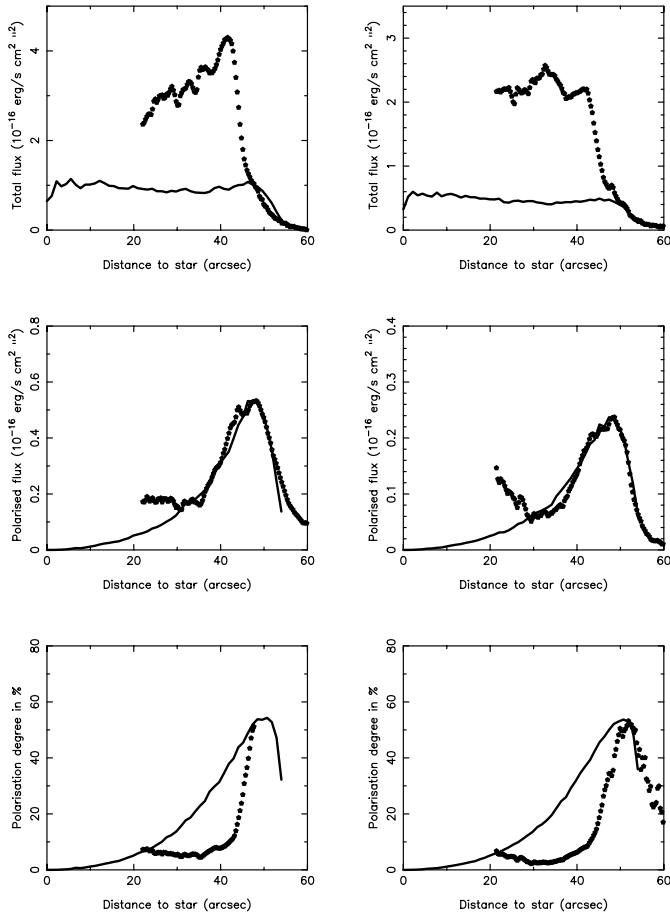 Total flux (10⁻¹⁶ erg/s cm⁻² "²)
0 2 4
0 20 40 60
Distance to star (arcsec)
Total flux (10⁻¹⁶ erg/s cm⁻² "²)
0 1 2 3
0 20 40 60
Distance to star (arcsec)
Polarised flux (10⁻¹⁶ erg/s cm⁻² "²)
0 0.2 0.4 0.6 0.8
0 20 40 60
Distance to star (arcsec)
Polarised flux (10⁻¹⁶ erg/s cm⁻² "²)
0 0.1 0.2 0.3 0.4
0 20 40 60
Distance to star (arcsec)
Polarisation degree in %
0 20 40 60 80
0 20 40 60
Distance to star (arcsec)
Polarisation degree in %
0 20 40 60 80
0 20 40 60
Distance to star (arcsec)